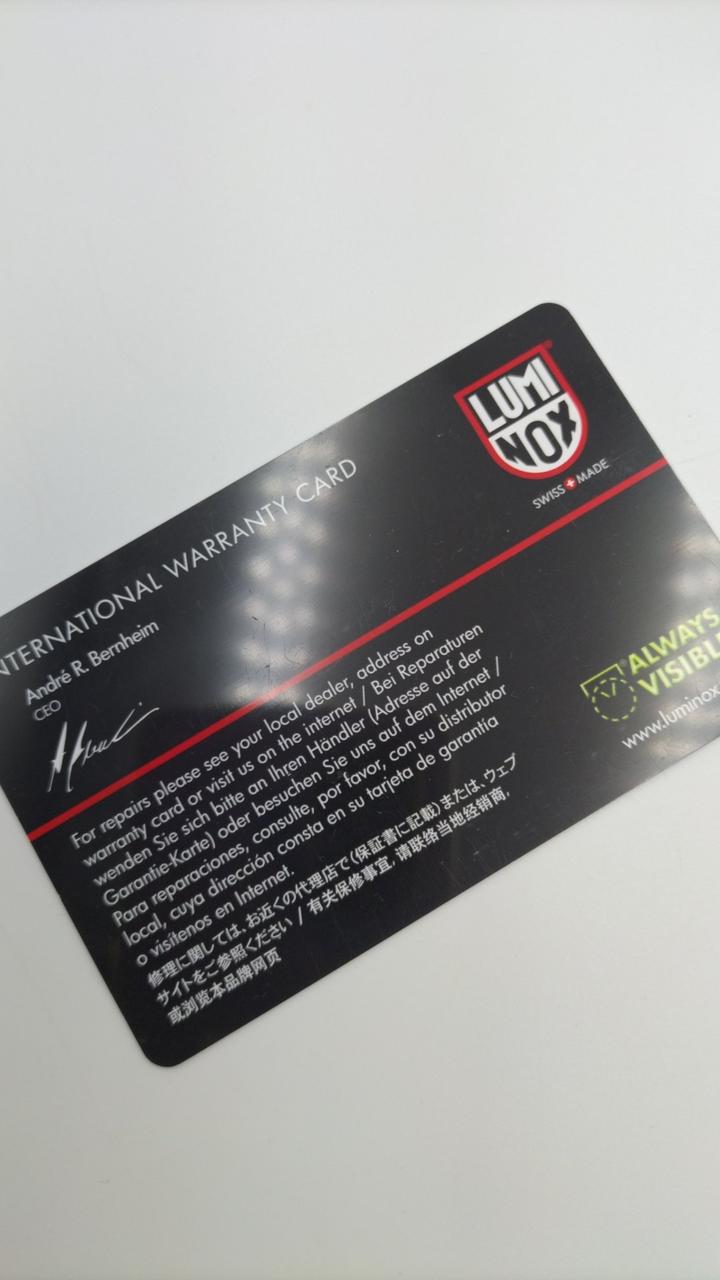 LUMI
NOX
SWISS MADE
NTERNATIONAL WARRANTY CARD
André R. Bernheim
CEO
For repairs please see your local dealer, address on
warranty card or visit us on the internet / Bei Reparaturen
wenden Sie sich bitte an Ihren Händler (Adresse auf der
Garantie-Karte) oder besuchen Sie uns auf dem Internet /
Para reparaciones, consulte, por favor, con su distributor
local, cuya dirección consta en su tarjeta de garantía
o visítenos en Internet.
修理に関しては、お近くの代理店で(保証書に記載)または、ウェブ
サイトをご参照ください / 有关保修事宜, 请联络当地经销商,
或浏览本品牌网页
ALWAYS
VISIBL
www.luminox